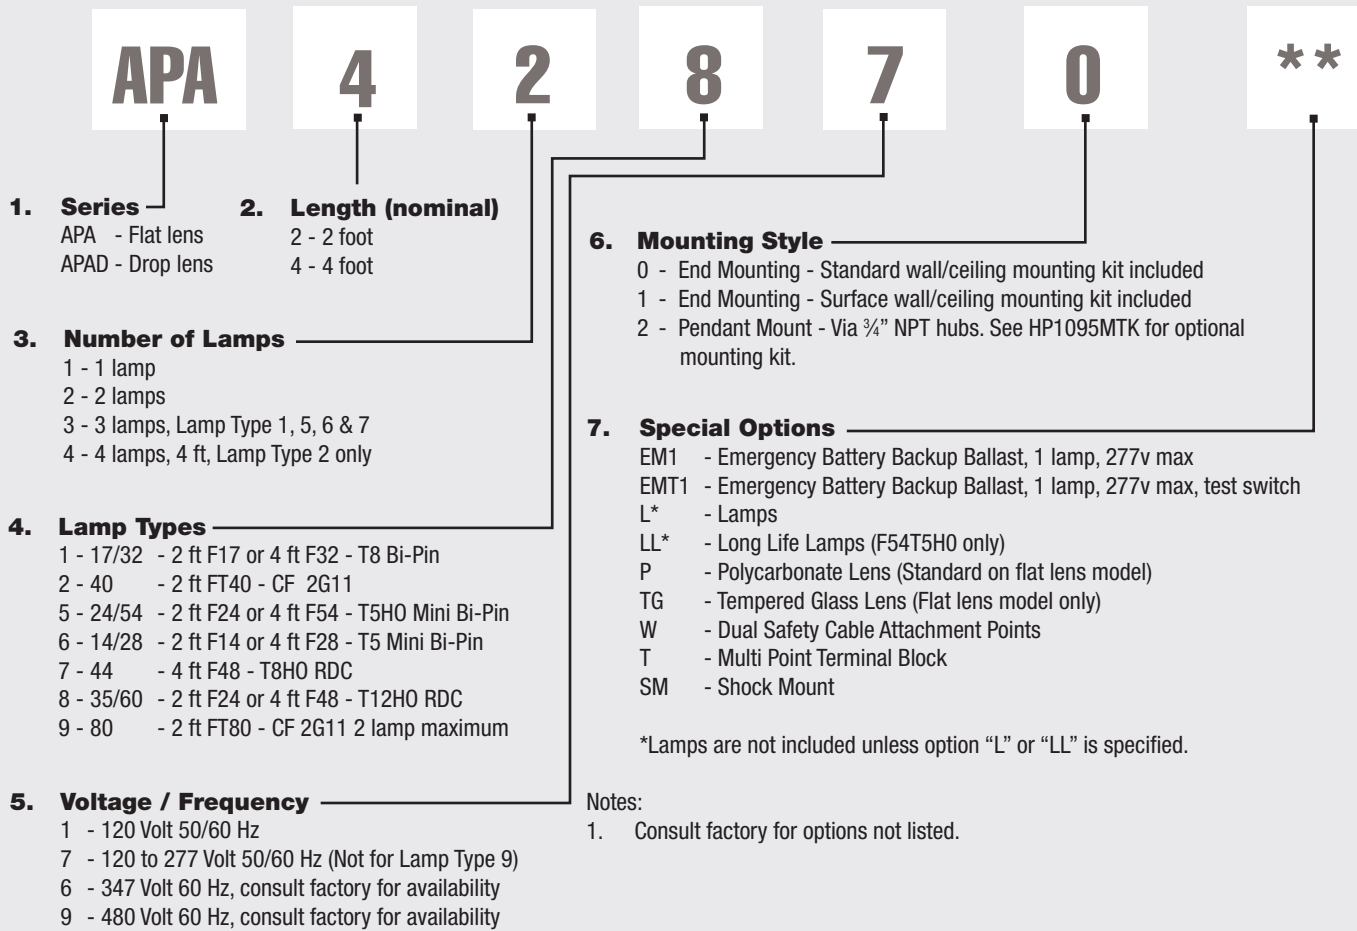 APA 4 2 8 7 0 **
1. Series
APA - Flat lens
APAD - Drop lens
2. Length (nominal)
2 - 2 foot
4 - 4 foot
3. Number of Lamps
1 - 1 lamp
2 - 2 lamps
3 - 3 lamps, Lamp Type 1, 5, 6 & 7
4 - 4 lamps, 4 ft, Lamp Type 2 only
4. Lamp Types
1 - 17/32 - 2 ft F17 or 4 ft F32 - T8 Bi-Pin
2 - 40 - 2 ft FT40 - CF 2G11
5 - 24/54 - 2 ft F24 or 4 ft F54 - T5HO Mini Bi-Pin
6 - 14/28 - 2 ft F14 or 4 ft F28 - T5 Mini Bi-Pin
7 - 44 - 4 ft F48 - T8HO RDC
8 - 35/60 - 2 ft F24 or 4 ft F48 - T12HO RDC
9 - 80 - 2 ft FT80 - CF 2G11 2 lamp maximum
5. Voltage / Frequency
1 - 120 Volt 50/60 Hz
7 - 120 to 277 Volt 50/60 Hz (Not for Lamp Type 9)
6 - 347 Volt 60 Hz, consult factory for availability
9 - 480 Volt 60 Hz, consult factory for availability
6. Mounting Style
0 - End Mounting - Standard wall/ceiling mounting kit included
1 - End Mounting - Surface wall/ceiling mounting kit included
2 - Pendant Mount - Via ¾” NPT hubs. See HP1095MTK for optional
mounting kit.
7. Special Options
EM1 - Emergency Battery Backup Ballast, 1 lamp, 277v max
EMT1 - Emergency Battery Backup Ballast, 1 lamp, 277v max, test switch
L* - Lamps
LL* - Long Life Lamps (F54T5H0 only)
P - Polycarbonate Lens (Standard on flat lens model)
TG - Tempered Glass Lens (Flat lens model only)
W - Dual Safety Cable Attachment Points
T - Multi Point Terminal Block
SM - Shock Mount
*Lamps are not included unless option “L” or “LL” is specified.
Notes:
1. Consult factory for options not listed.